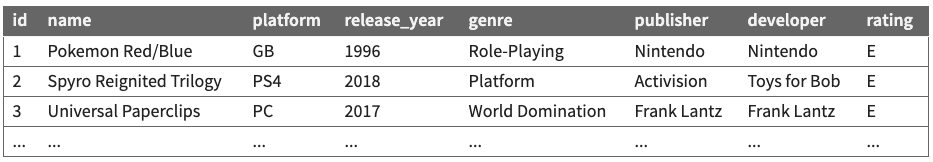 id name platform release_year genre publisher developer rating
1 Pokemon Red/Blue GB 1996 Role-Playing Nintendo Nintendo E
2 Spyro Reignited Trilogy PS4 2018 Platform Activision Toys for Bob E
3 Universal Paperclips PC 2017 World Domination Frank Lantz Frank Lantz E
... ... ... ... ... ... ... ...